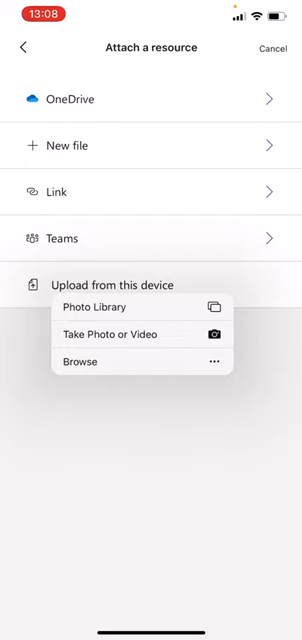 13:08
Attach a resource
Cancel
OneDrive
New file
Link
Teams
Upload from this device
Photo Library
Take Photo or Video
Browse